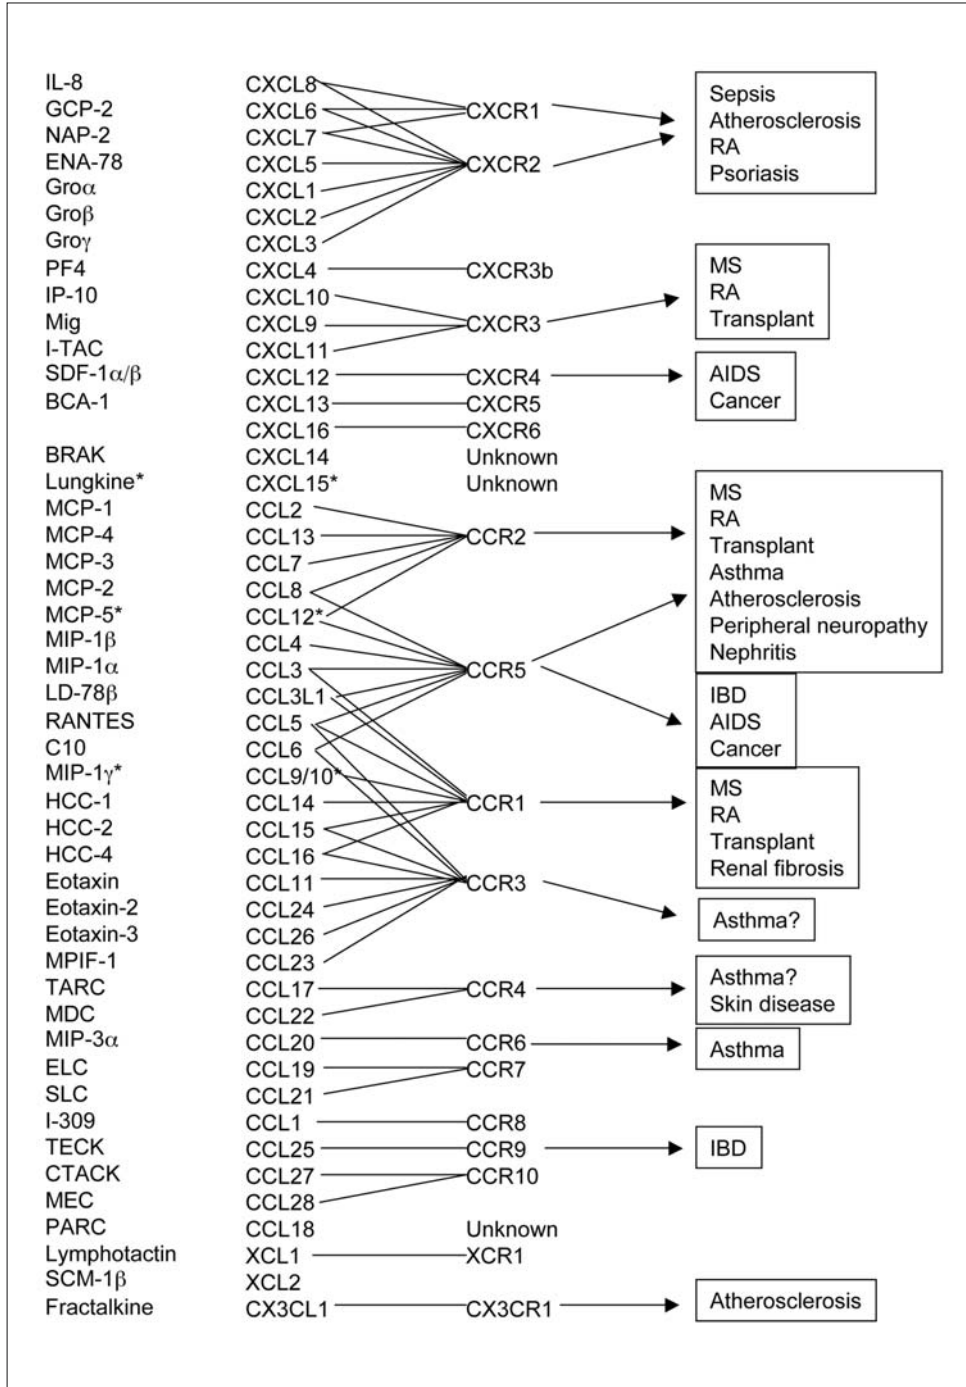 IL-8 CXCL8
GCP-2 CXCL6 CXCR1
NAP-2 CXCL7
ENA-78 CXCL5 CXCR2
Groα CXCL1
Groβ CXCL2
Groγ CXCL3
Sepsis
Atherosclerosis
RA
Psoriasis
PF4 CXCL4 CXCR3b
IP-10 CXCL10
Mig CXCL9 CXCR3
I-TAC CXCL11
MS
RA
Transplant
SDF-1α/β CXCL12 CXCR4
BCA-1 CXCL13 CXCR5
CXCL16 CXCR6
AIDS
Cancer
BRAK CXCL14 Unknown
Lungkine* CXCL15* Unknown
MCP-1 CCL2
MCP-4 CCL13 CCR2
MCP-3 CCL7
MCP-2 CCL8
MCP-5* CCL12*
MIP-1β CCL4
MIP-1α CCL3 CCR5
LD-78β CCL3L1
RANTES CCL5
C10 CCL6
MS
RA
Transplant
Asthma
Atherosclerosis
Peripheral neuropathy
Nephritis
IBD
AIDS
Cancer
MIP-1γ* CCL9/10*
HCC-1 CCL14 CCR1
HCC-2 CCL15
HCC-4 CCL16
MS
RA
Transplant
Renal fibrosis
Eotaxin CCL11 CCR3
Eotaxin-2 CCL24
Eotaxin-3 CCL26
MPIF-1 CCL23
Asthma?
TARC CCL17 CCR4
MDC CCL22
Asthma?
Skin disease
MIP-3α CCL20 CCR6 Asthma
ELC CCL19 CCR7
SLC CCL21
I-309 CCL1 CCR8
TECK CCL25 CCR9 IBD
CTACK CCL27 CCR10
MEC CCL28
PARC CCL18 Unknown
Lymphotactin XCL1 XCR1
SCM-1β XCL2
Fractalkine CX3CL1 CX3CR1 Atherosclerosis